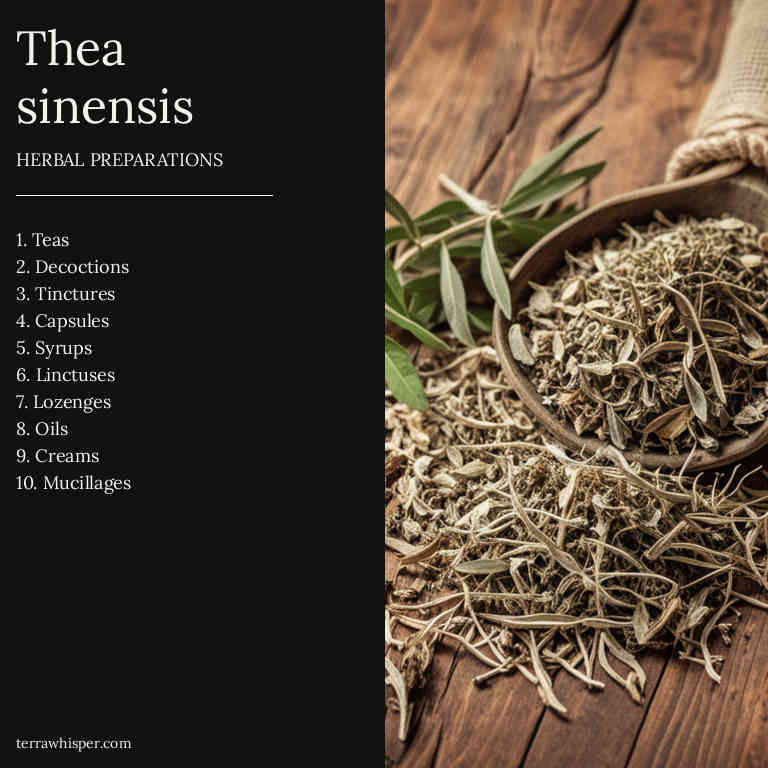 Thea
sinensis
HERBAL PREPARATIONS
1. Teas
2. Decoctions
3. Tinctures
4. Capsules
5. Syrups
6. Linctuses
7. Lozenges
8. Oils
9. Creams
10. Mucillages
terrawhisper.com